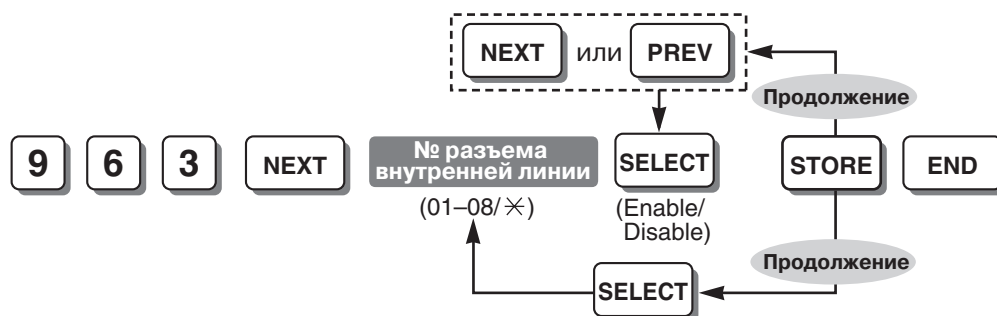 NEXT или PREV
Продолжение
9 6 3 NEXT № разъема внутренней линии SELECT STORE END
(01–08/✳)
(Enable/
Disable)
Продолжение
SELECT